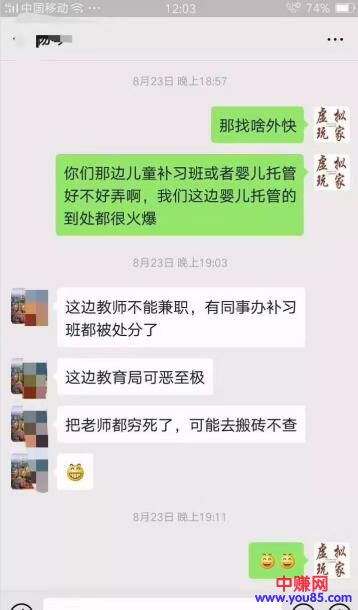 中国移动
12:03
74%
8月23日 晚上18:57
那找啥外快
虚拟
玩家
你们那边儿童补习班或者婴儿托管
好不好弄啊，我们这边婴儿托管的
到处都很火爆
虚拟
玩家
8月23日 晚上19:03
这边教师不能兼职，有同事办补习
班都被处分了
这边教育局可恶至极
把老师都穷死了，可能去搬砖不查
8月23日 晚上19:11
虚拟
玩家
中赚网
www.you85.com